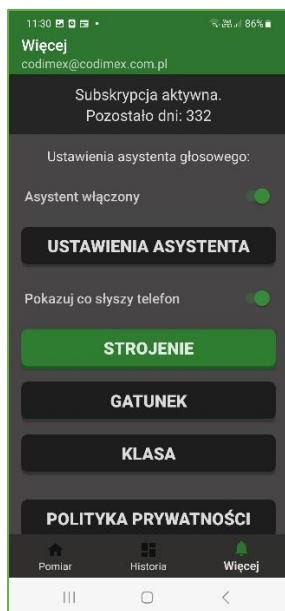 11:30 86%
Więcej
codimex@codimex.com.pl
Subskrypcja aktywna.
Pozostało dni: 332
Ustawienia asystenta głosowego:
Asystent włączony
USTAWIENIA ASYSTENTA
Pokazuj co słyszy telefon
STROJENIE
GATUNEK
KLASA
POLITYKA PRYWATNOŚCI
Pomiar Historia Więcej